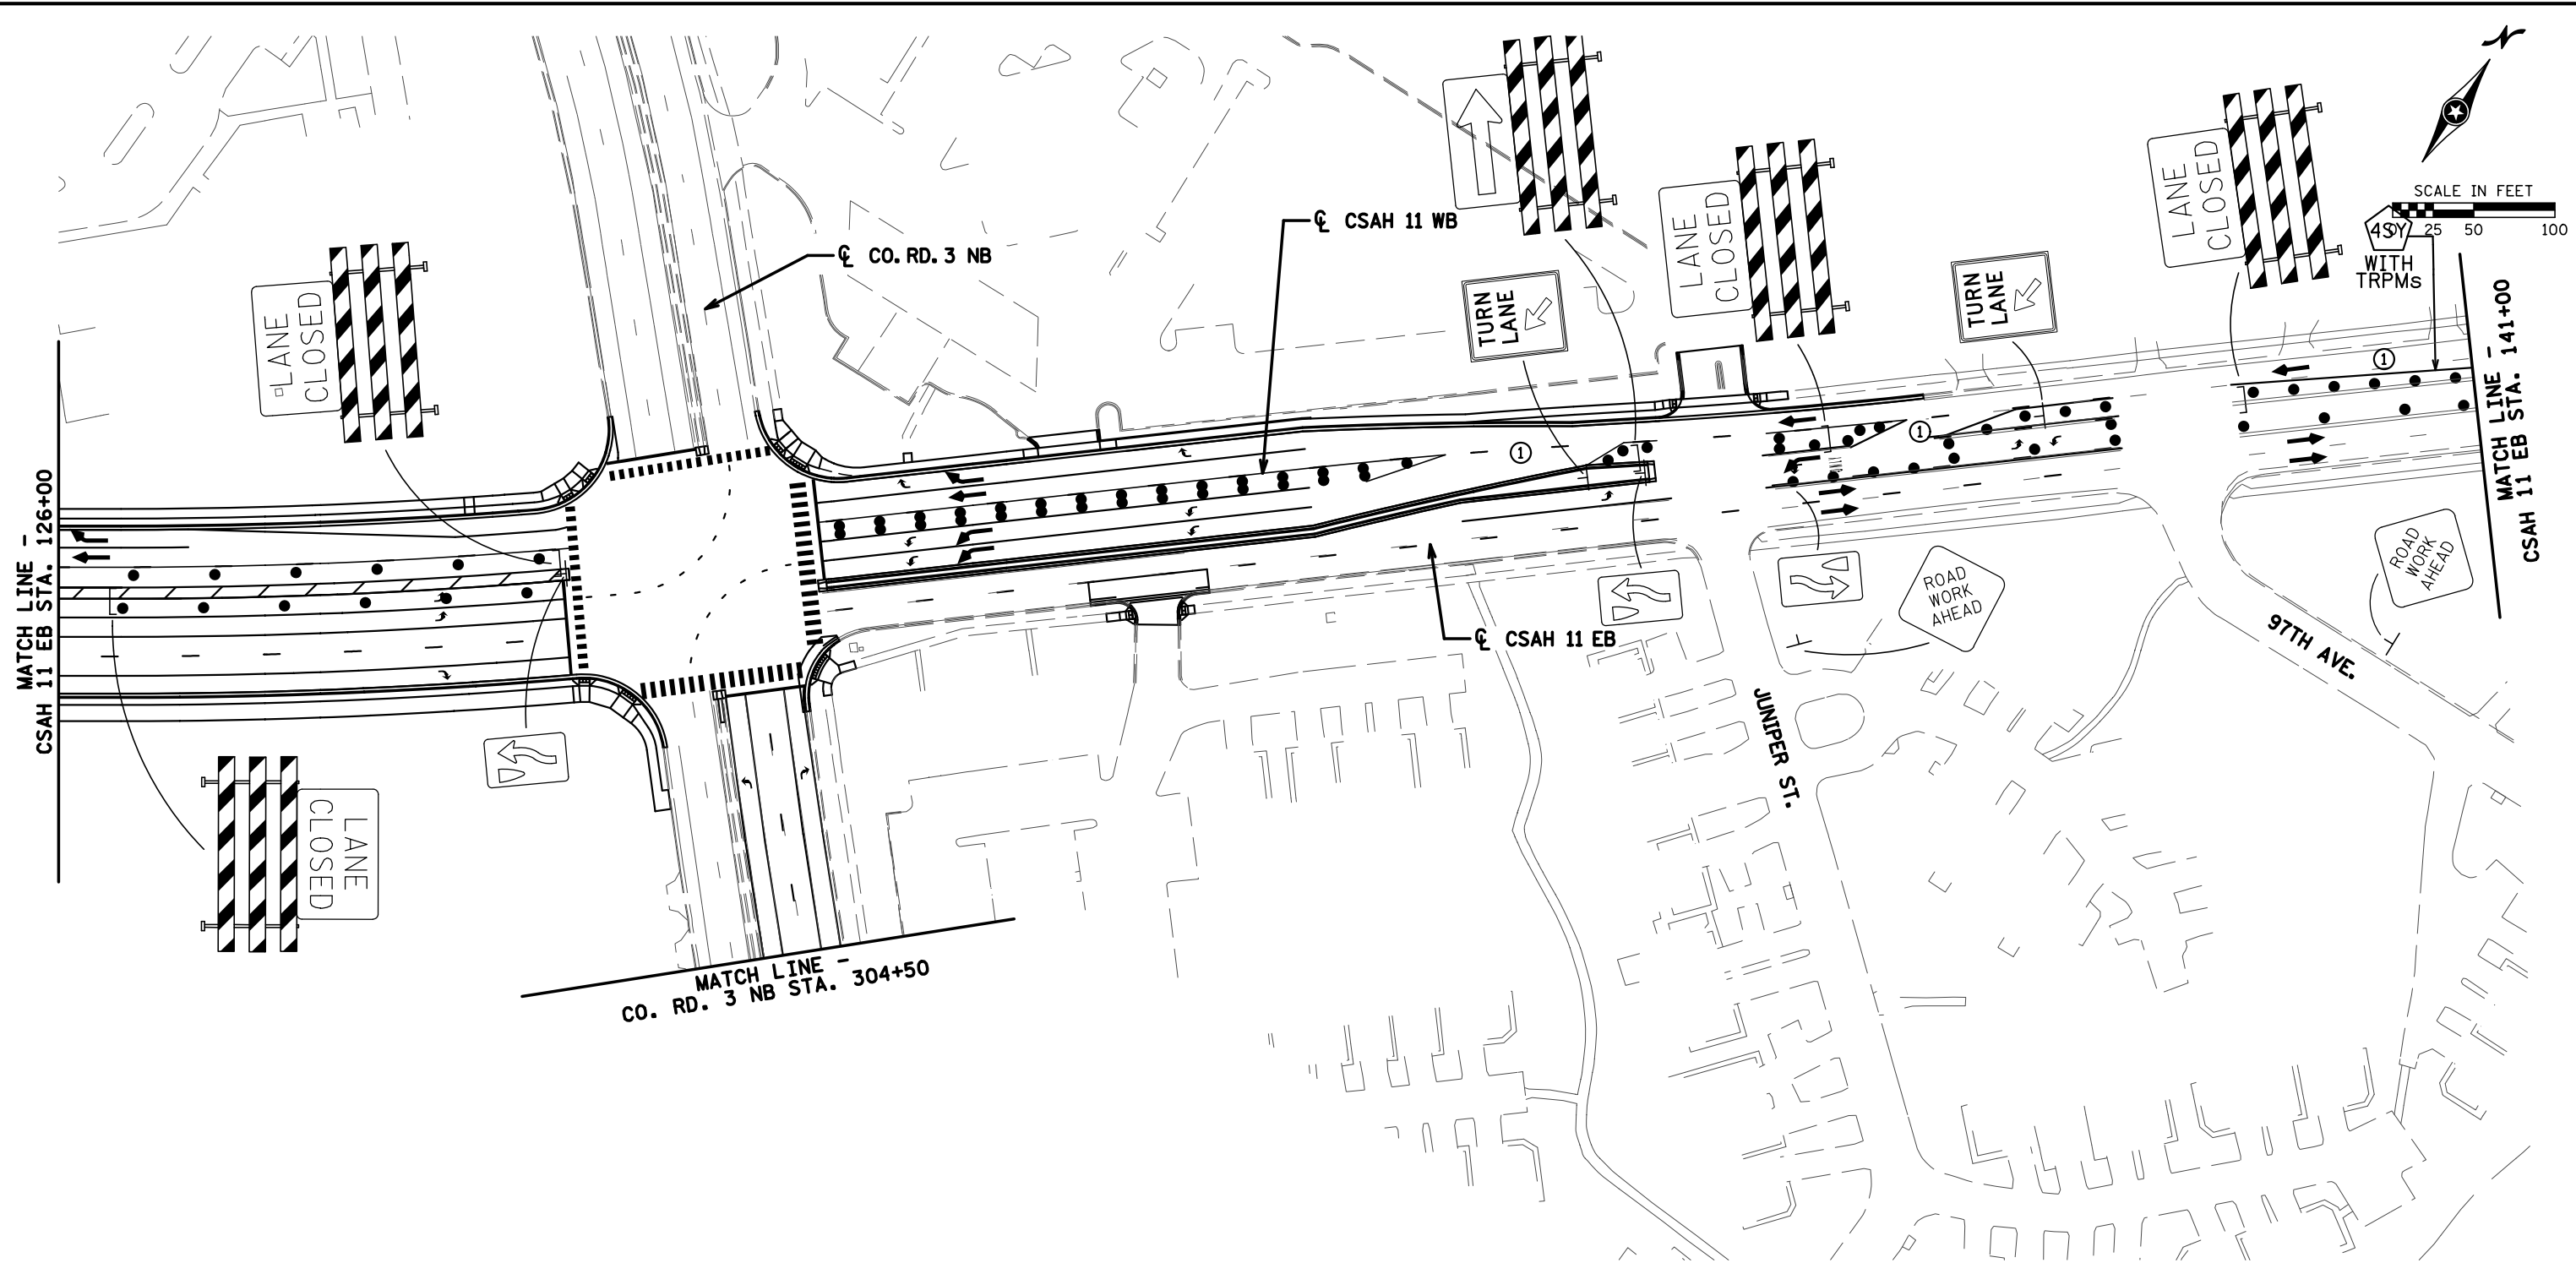 LANE
CLOSED
℄ CO. RD. 3 NB
℄ CSAH 11 WB
TURN
LANE
LANE
CLOSED
TURN
LANE
LANE
CLOSED
SCALE IN FEET
0 25 50 100
4SY
WITH
TRPMs
MATCH LINE -
CSAH 11 EB STA. 141+00
1
1
1
MATCH LINE -
CSAH 11 EB STA. 126+00
℄ CSAH 11 EB
ROAD
WORK
AHEAD
ROAD
WORK
AHEAD
97TH AVE.
JUNIPER ST.
LANE
CLOSED
MATCH LINE -
CO. RD. 3 NB STA. 304+50